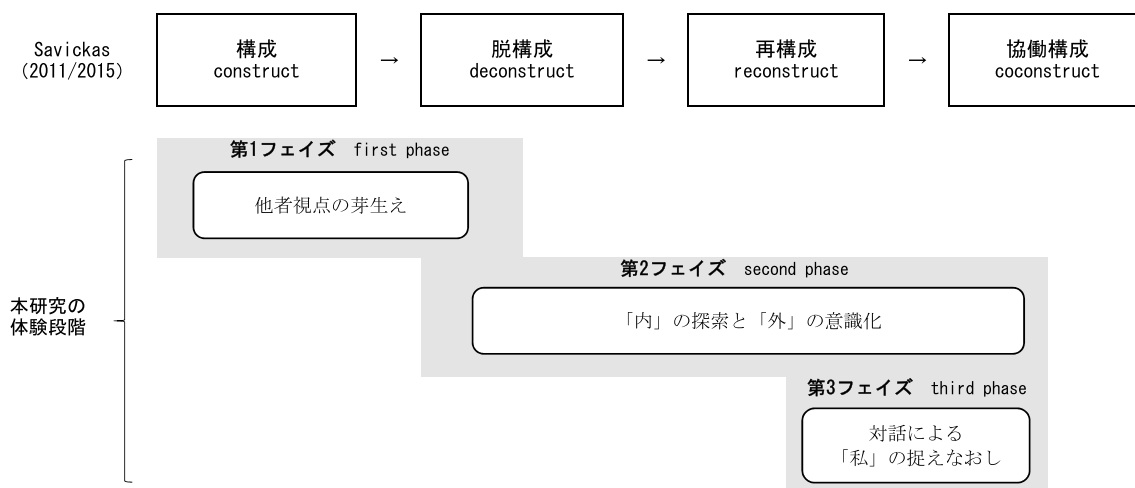 Savickas
(2011/2015)
構成
construct
→
脱構成
deconstruct
→
再構成
reconstruct
→
協働構成
coconstruct
本研究の
体験段階
第1フェイズ first phase
他者視点の芽生え
第2フェイズ second phase
「内」の探索と「外」の意識化
第3フェイズ third phase
対話による
「私」の捉えなおし